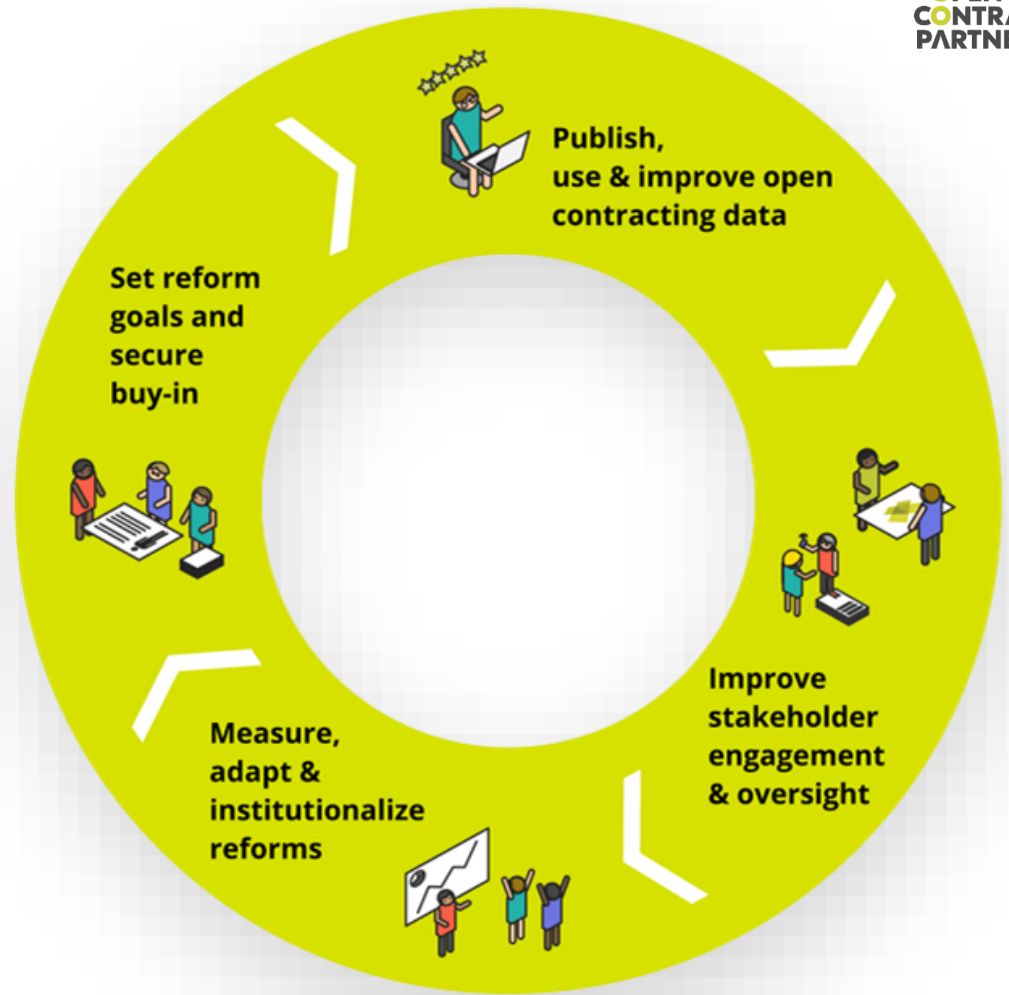 CONTRA
PARTNE
Publish,
use & improve open
contracting data
Set reform
goals and
secure
buy-in
Improve
stakeholder
engagement
& oversight
Measure,
adapt &
institutionalize
reforms